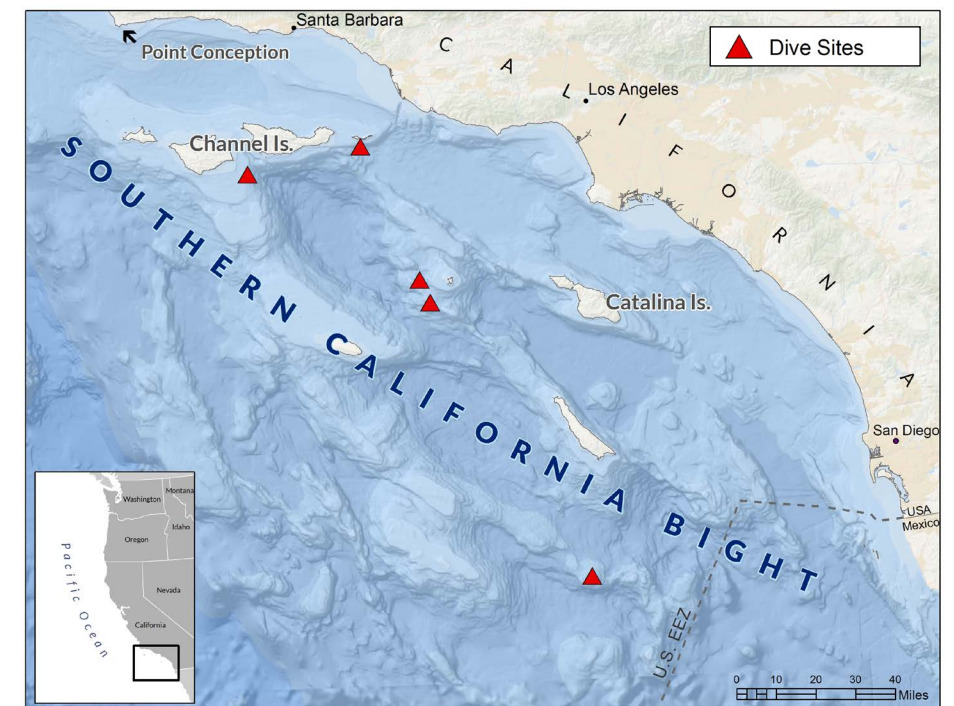 Santa Barbara
Point Conception
Dive Sites
CALIFORNIA
Los Angeles
Channel Is.
SOUTHERN CALIFORNIA BIGHT
Catalina Is.
San Diego
USA
Mexico
U.S. EEZ
Washington
Montana
Oregon
Idaho
Nevada
California
Pacific Ocean
0 10 20 30 40
Miles